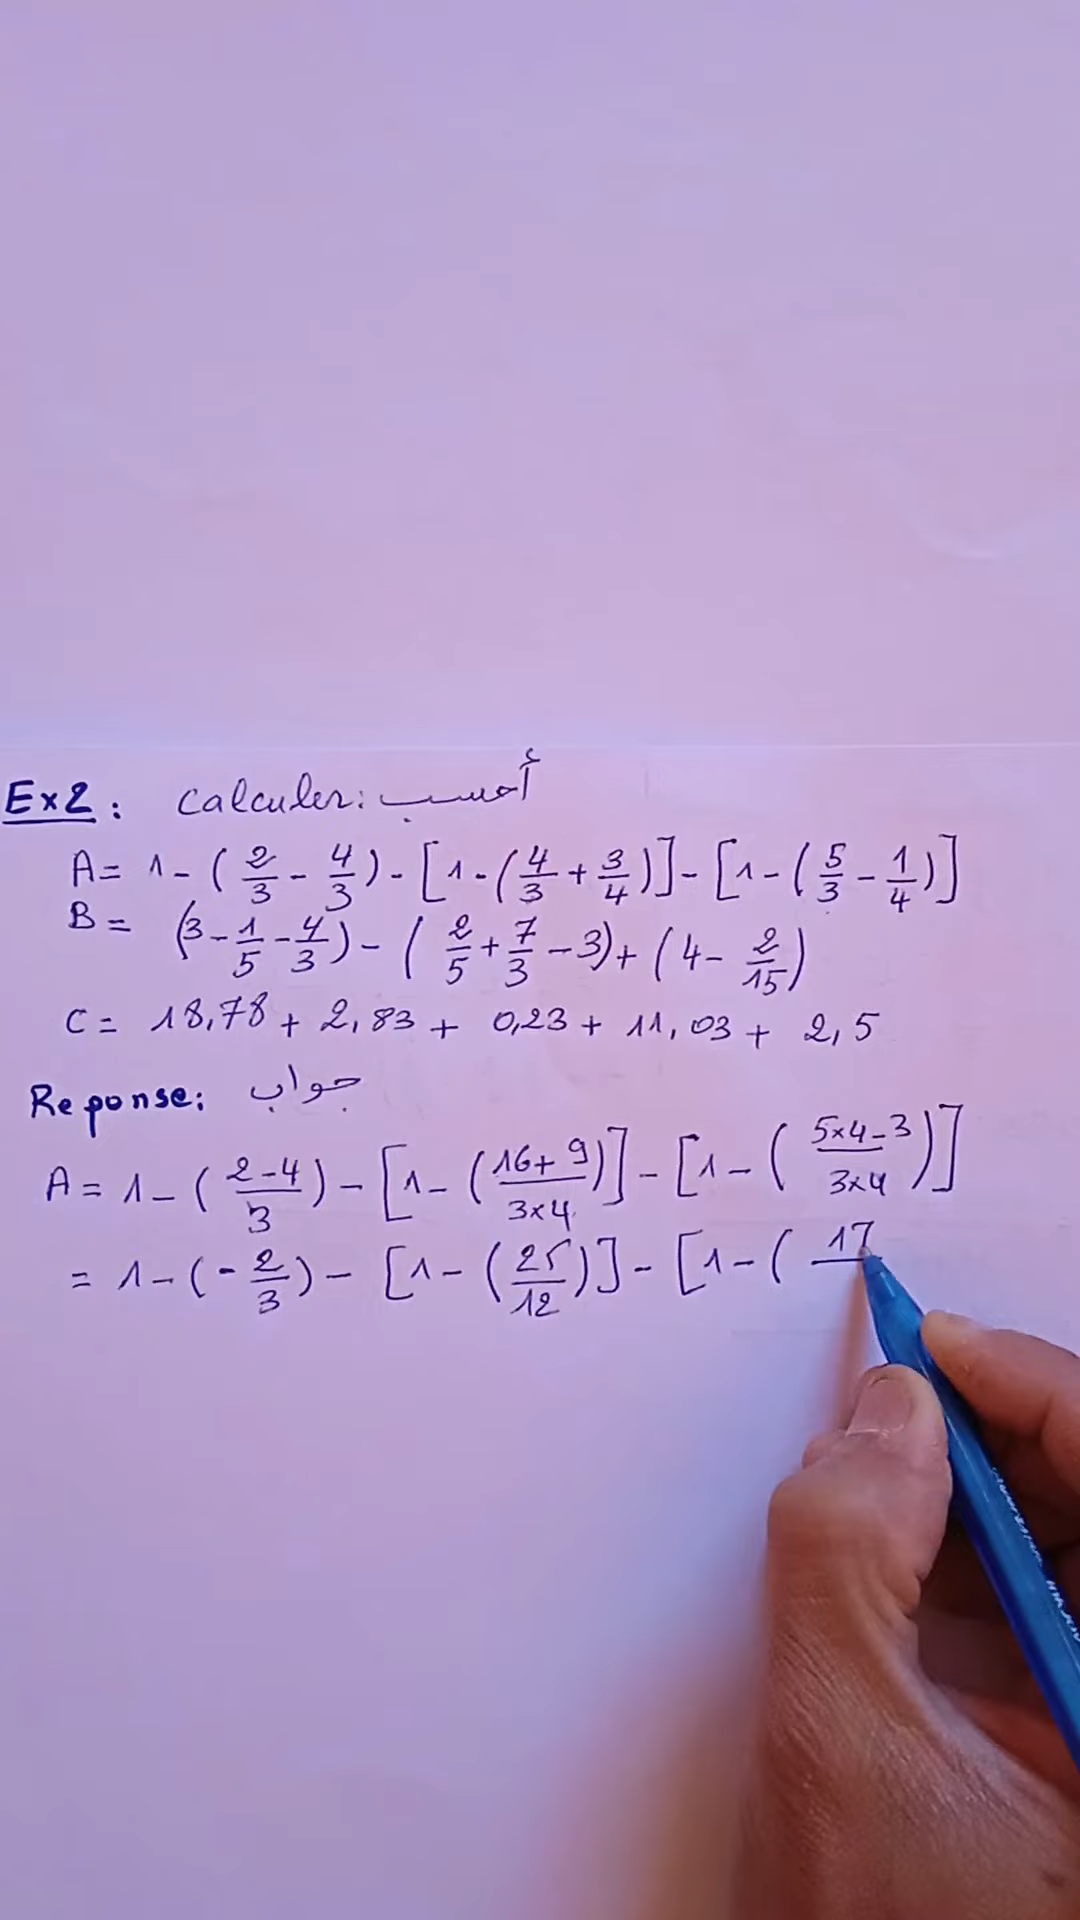 Ex2: Calculer: أحسب
A= 1-(2/3 - 4/3)-[1-(4/3 + 3/4)]-[1-(5/3 - 1/4)]
B= (3-1/5-4/3)-(2/5+7/3-3)+(4-2/15)
C= 18,78 + 2,83 + 0,23 + 11,03 + 2,5
Reponse: جواب
A= 1-(2-4/3)-[1-(16+9/3×4)]-[1-(5×4-3/3×4)]
= 1-(-2/3)-[1-(25/12)]-[1-(17